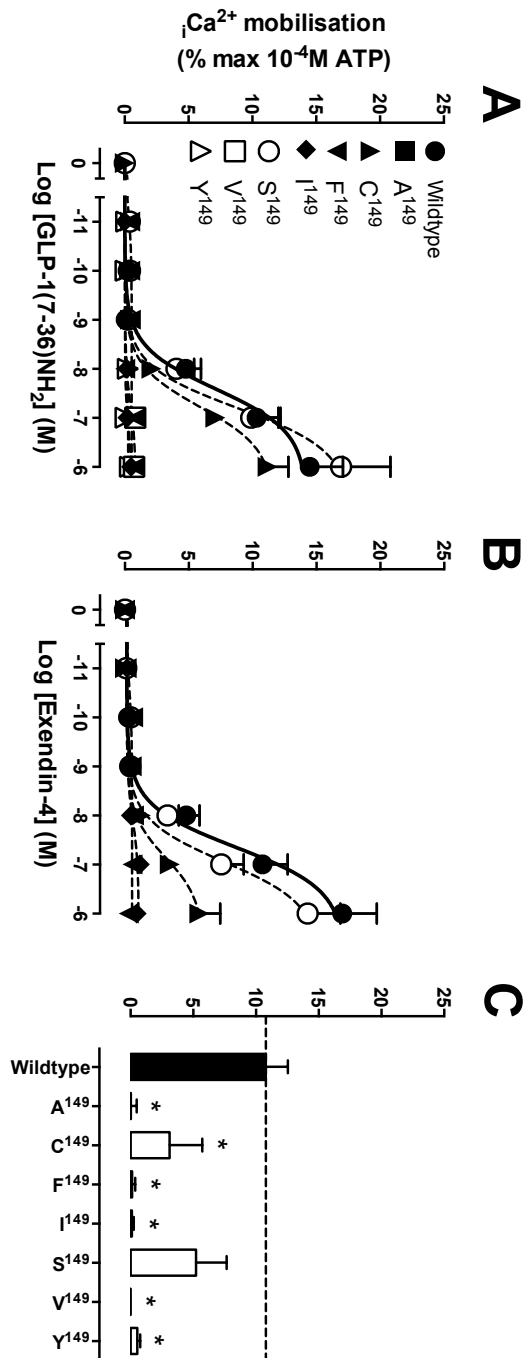 A
iCa2+ mobilisation
(% max 10-4M ATP)
25
20
15
10
5
0
Wildtype
A149
C149
F149
I149
S149
V149
Y149
0 -11 -10 -9 -8 -7 -6
Log [GLP-1(7-36)NH2] (M)
B
25
20
15
10
5
0
0 -11 -10 -9 -8 -7 -6
Log [Exendin-4] (M)
C
25
20
15
10
5
0
* * * * * *
Wildtype
A149
C149
F149
I149
S149
V149
Y149